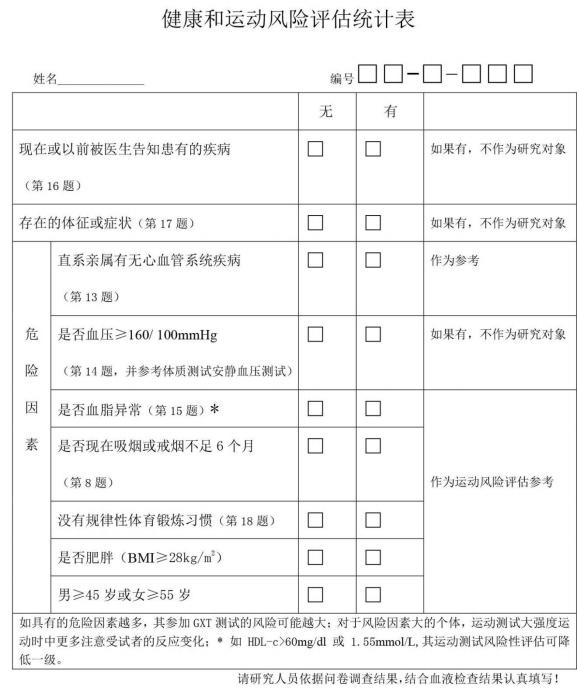 健康和运动风险评估统计表
姓名____________ 编号□□-□-□□□
无 有
现在或以前被医生告知患有的疾病 □ □ 如果有，不作为研究对象
（第 16 题）
存在的体征或症状（第 17 题） □ □ 如果有，不作为研究对象
危险因素
直系亲属有无心血管系统疾病 □ □ 作为参考
（第 13 题）
是否血压≥160/ 100mmHg □ □ 如果有，不作为研究对象
（第 14 题，并参考体质测试安静血压测试）
是否血脂异常（第 15 题）* □ □
是否现在吸烟或戒烟不足 6 个月 □ □
（第 8 题）
作为运动风险评估参考
没有规律性体育锻炼习惯（第 18 题） □ □
是否肥胖（BMI≥28kg/m²） □ □
男≥45 岁或女≥55 岁 □ □
如具有的危险因素越多，其参加 GXT 测试的风险可能越大；对于风险因素大的个体，运动测试大强度运
动时中更多注意受试者的反应变化；* 如 HDL-c>60mg/dl 或 1.55mmol/L,其运动测试风险性评估可降
低一级。
请研究人员依据问卷调查结果,结合血液检查结果认真填写！